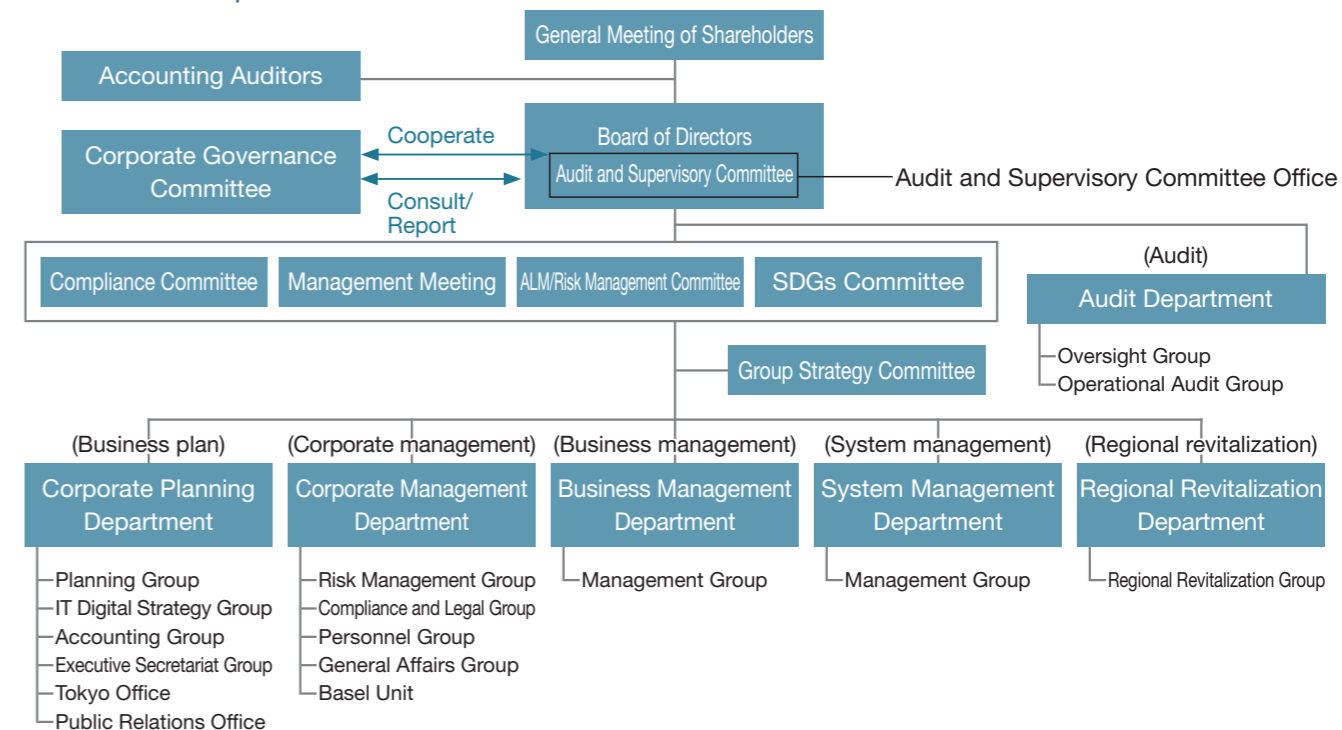 General Meeting of Shareholders
Accounting Auditors
Corporate Governance
Committee
Cooperate
Consult/
Report
Board of Directors
Audit and Supervisory Committee
Audit and Supervisory Committee Office
Compliance Committee
Management Meeting
ALM/Risk Management Committee
SDGs Committee
(Audit)
Audit Department
Oversight Group
Operational Audit Group
Group Strategy Committee
(Business plan)
Corporate Planning
Department
Planning Group
IT Digital Strategy Group
Accounting Group
Executive Secretariat Group
Tokyo Office
Public Relations Office
(Corporate management)
Corporate Management
Department
Risk Management Group
Compliance and Legal Group
Personnel Group
General Affairs Group
Basel Unit
(Business management)
Business Management
Department
Management Group
(System management)
System Management
Department
Management Group
(Regional revitalization)
Regional Revitalization
Department
Regional Revitalization Group